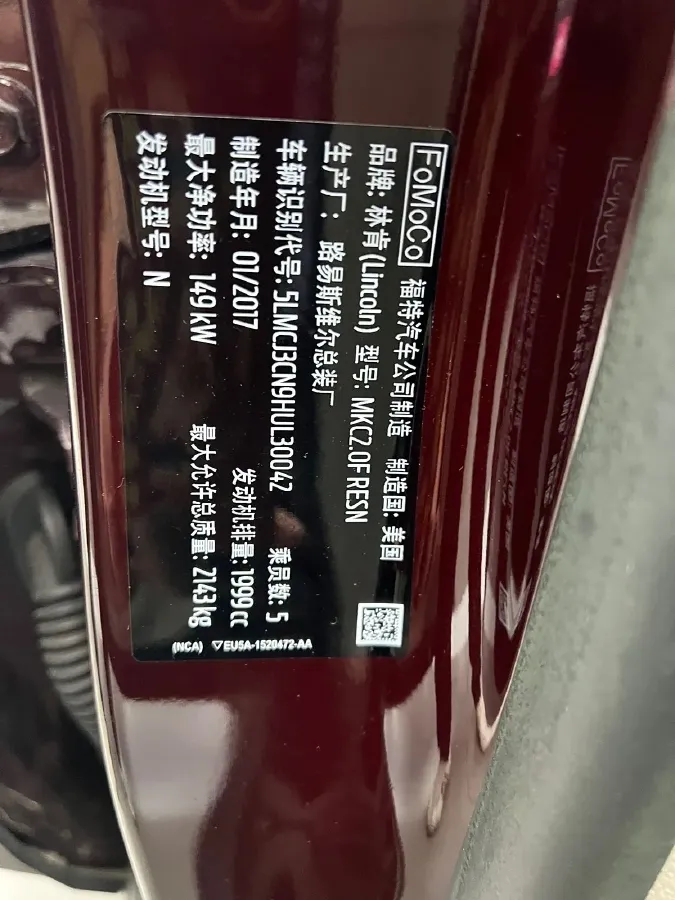 FoMoCo 福特汽车公司制造 制造国: 美国
品牌: 林肯 (Lincoln) 型号: MKC2.0F RESN
生产厂: 路易斯维尔总装厂
车辆识别代号: 5LMCJ3CN9HUL30047 乘员数: 5
制造年月: 01/2017 发动机排量: 1999 cc
最大净功率: 149 kW 最大允许总质量: 2143 kg
发动机型号: N
(NCA) ▽EU5A-1520472-AA